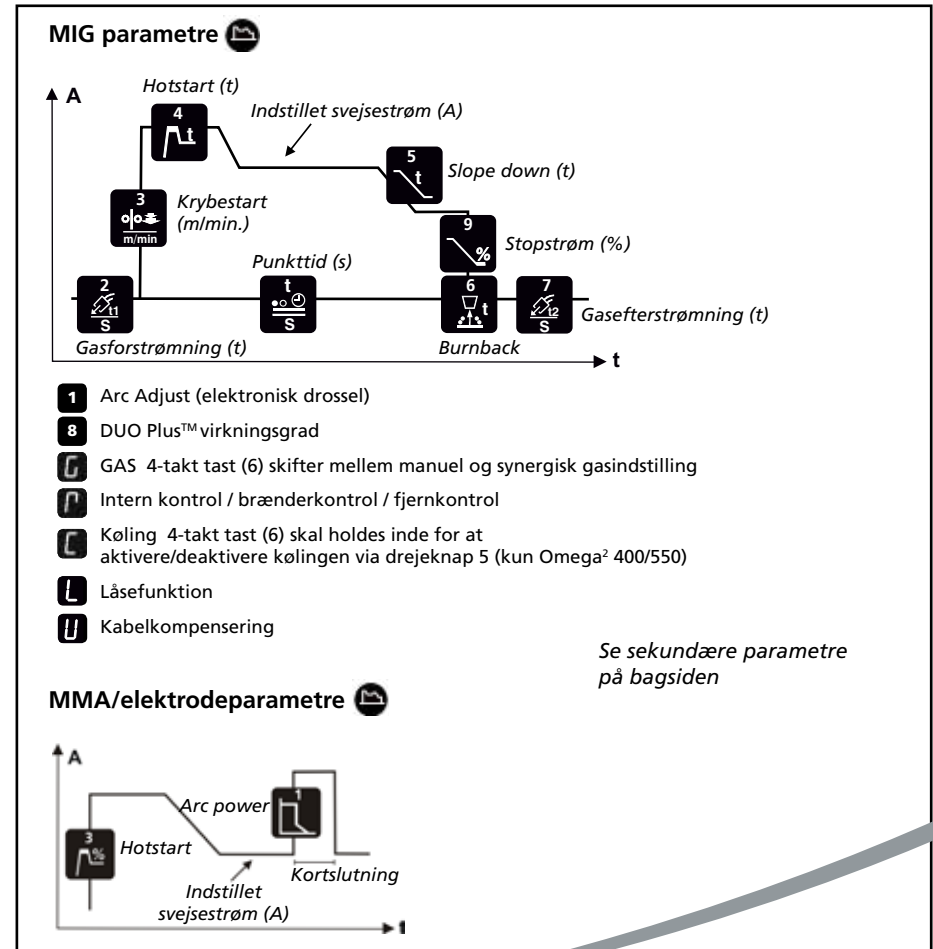 MIG parametre
A
Hotstart (t)
4
t
Indstillet svejsestrøm (A)
5
t
Slope down (t)
3
m/min
Krybestart
(m/min.)
9
%
Stopstrøm (%)
Punkttid (s)
2
t1
S
t
S
6
t
7
t2
S
Gasefterstrømning (t)
Gasforstrømning (t)
Burnback
t
1 Arc Adjust (elektronisk drossel)
8 DUO Plus™ virkningsgrad
G GAS 4-takt tast (6) skifter mellem manuel og synergisk gasindstilling
r Intern kontrol / brænderkontrol / fjernkontrol
C Køling 4-takt tast (6) skal holdes inde for at
aktivere/deaktivere kølingen via drejeknap 5 (kun Omega² 400/550)
L Låsefunktion
U Kabelkompensering
Se sekundære parametre
på bagsiden
MMA/elektrodeparametre
A
Arc power
1
3
%
Hotstart
Kortslutning
Indstillet
svejsestrøm (A)
t